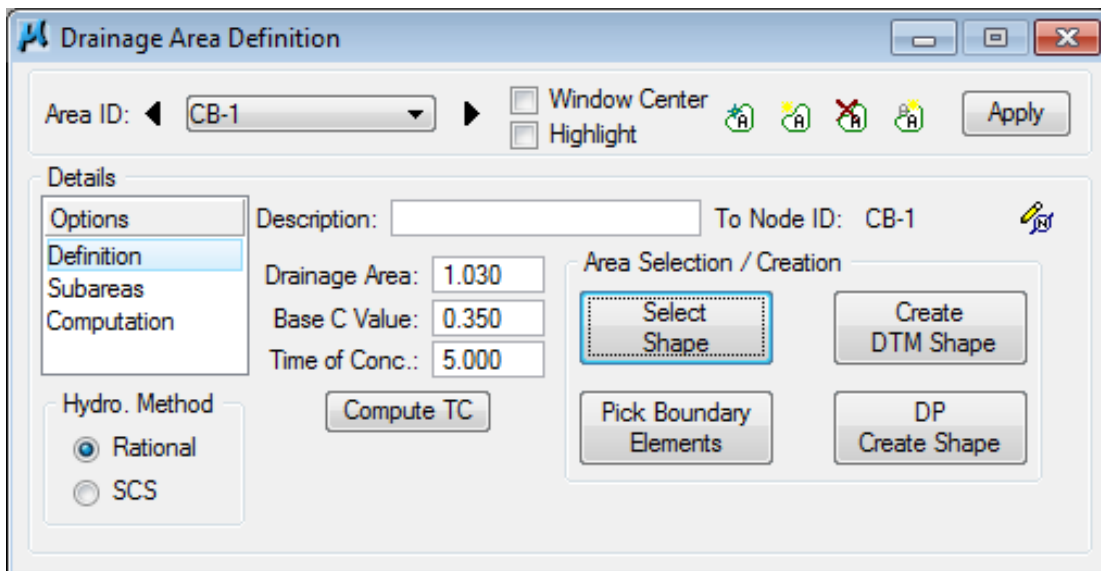 Drainage Area Definition
Area ID: CB-1
Window Center
Highlight
Apply
Details
Options
Definition
Subareas
Computation
Description:
To Node ID: CB-1
Drainage Area: 1.030
Base C Value: 0.350
Time of Conc.: 5.000
Compute TC
Area Selection / Creation
Select
Shape
Create
DTM Shape
Pick Boundary
Elements
DP
Create Shape
Hydro. Method
Rational
SCS